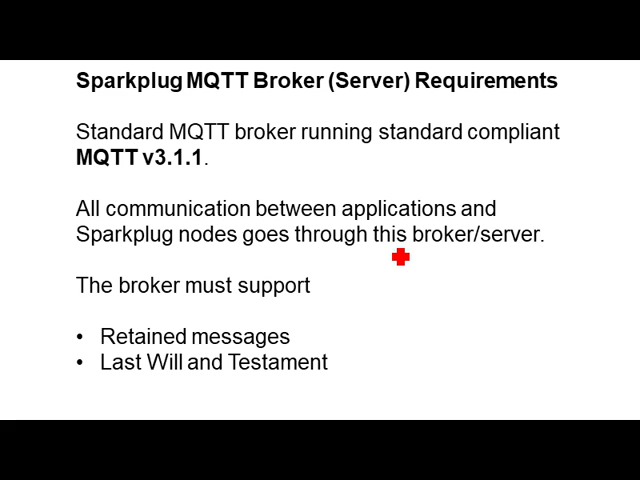 Sparkplug MQTT Broker (Server) Requirements
Standard MQTT broker running standard compliant
MQTT v3.1.1.
All communication between applications and
Sparkplug nodes goes through this broker/server.
The broker must support
• Retained messages
• Last Will and Testament